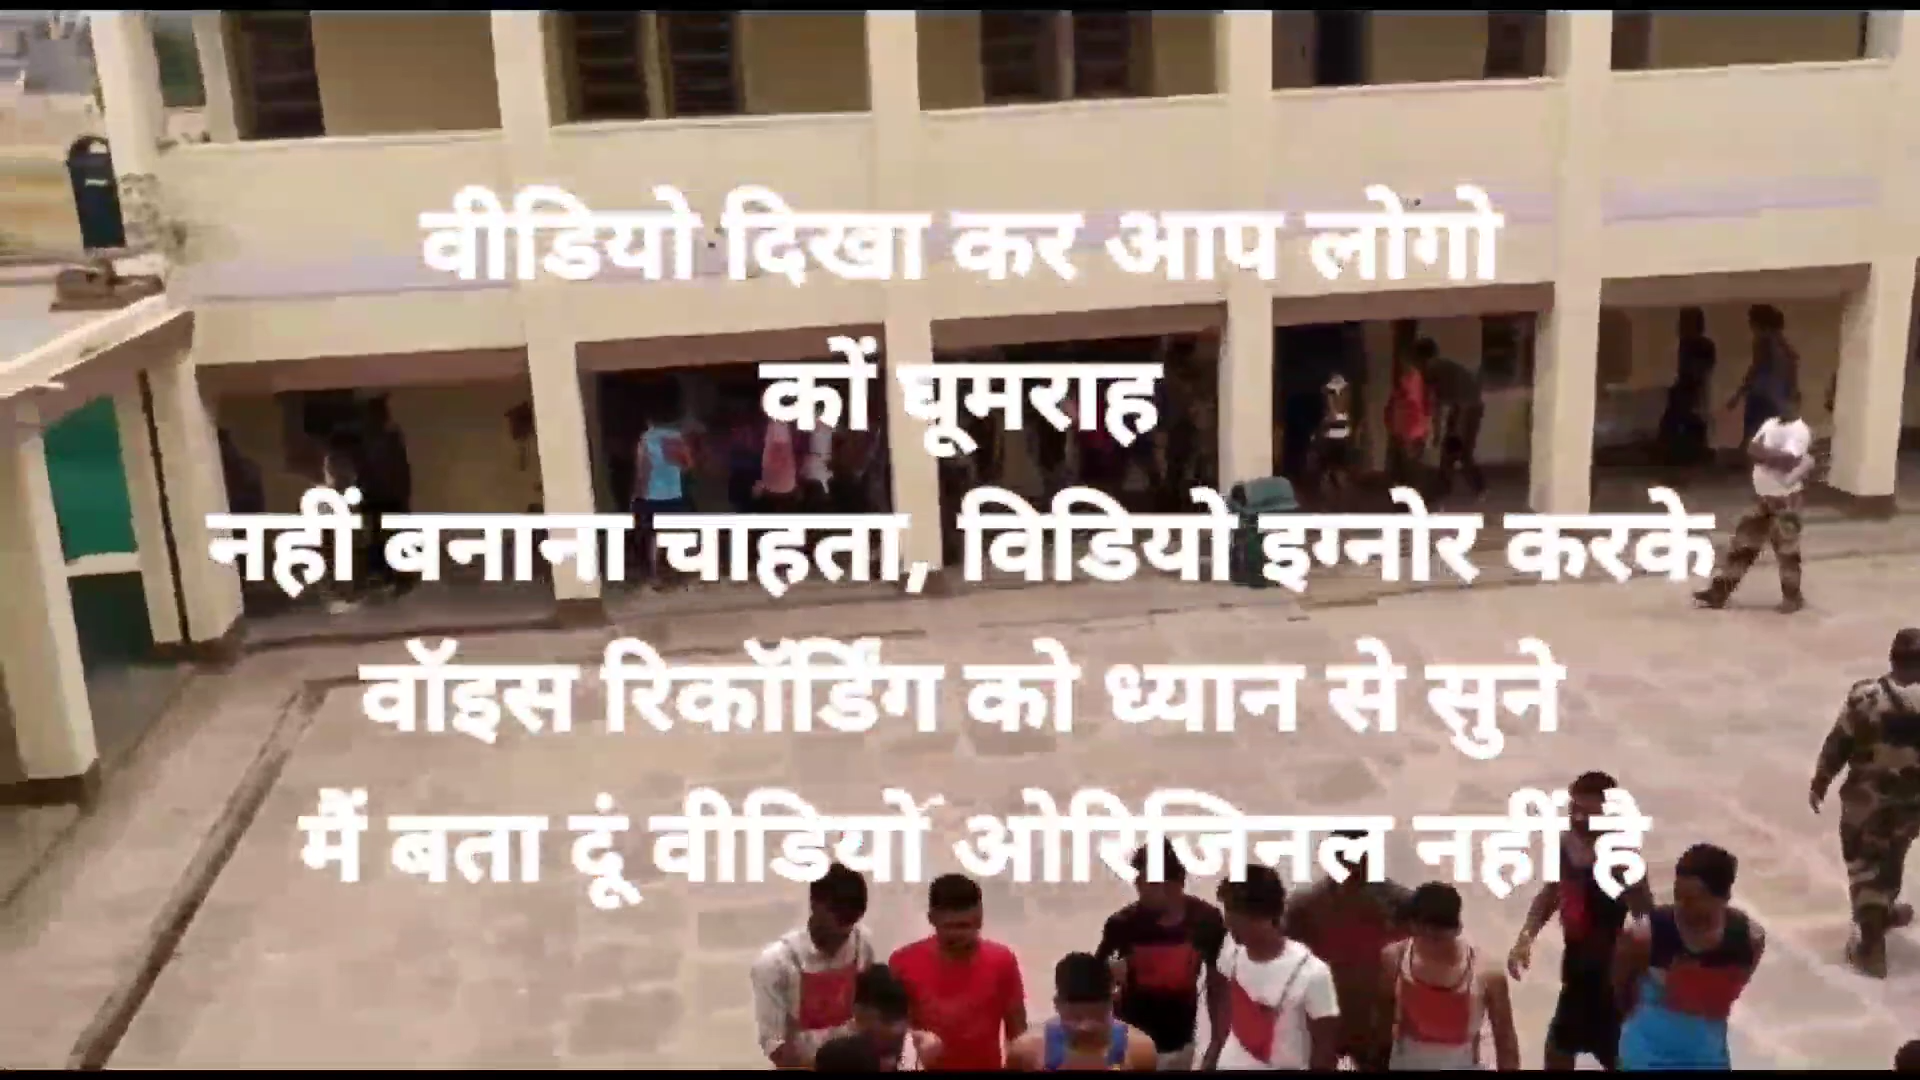 वीडियो दिखा कर आप लोगो
कों घूमराह
नहीं बनाना चाहता, विडियो इग्नोर करके
वॉइस रिकॉर्डिंग को ध्यान से सुने
मैं बता दूं वीडियों ओरिजिनल नहीं है